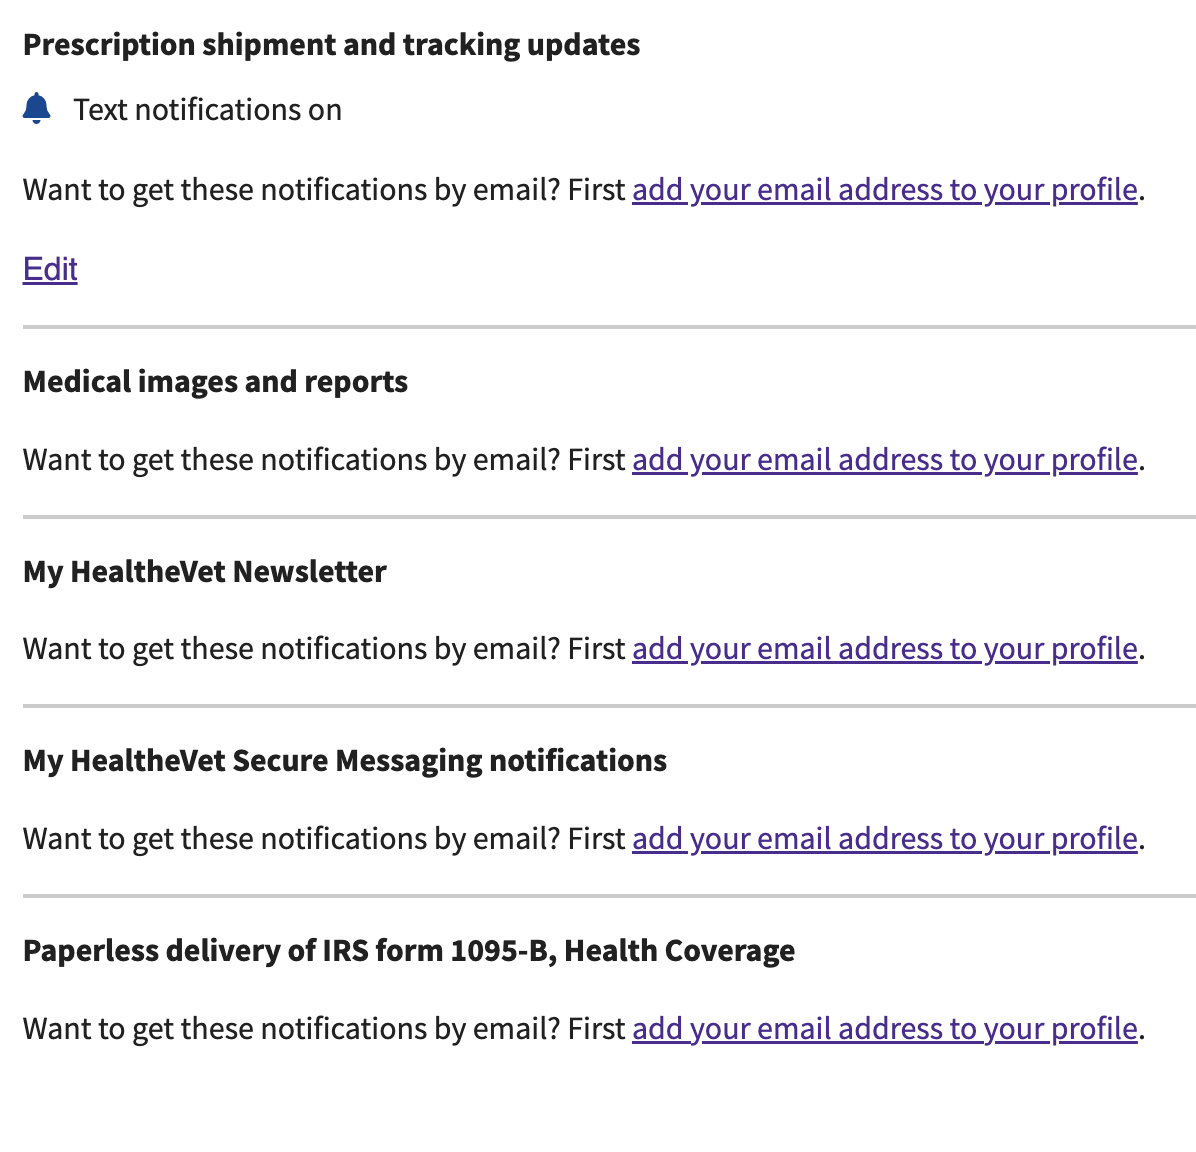 Prescription shipment and tracking updates
Text notifications on
Want to get these notifications by email? First add your email address to your profile.
Edit
Medical images and reports
Want to get these notifications by email? First add your email address to your profile.
My HealtheVet Newsletter
Want to get these notifications by email? First add your email address to your profile.
My HealtheVet Secure Messaging notifications
Want to get these notifications by email? First add your email address to your profile.
Paperless delivery of IRS form 1095-B, Health Coverage
Want to get these notifications by email? First add your email address to your profile.